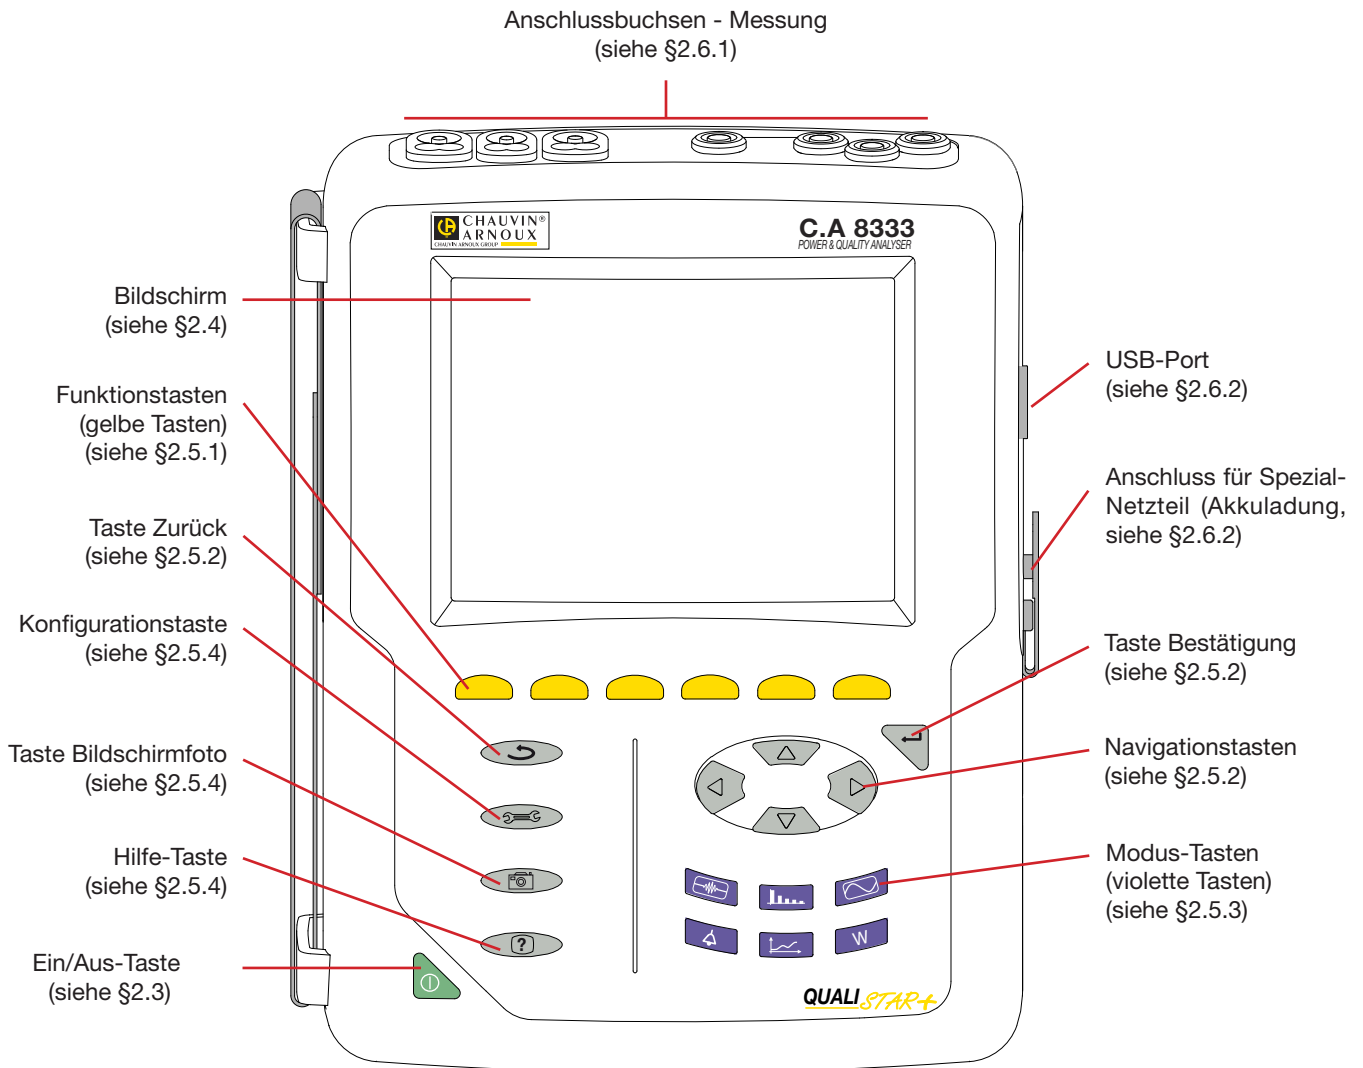 Anschlussbuchsen - Messung
(siehe §2.6.1)
CHAUVIN®
ARNOUX
CHAUVIN ARNOUX GROUP
C.A 8333
POWER & QUALITY ANALYSER
Bildschirm
(siehe §2.4)
Funktionstasten
(gelbe Tasten)
(siehe §2.5.1)
Taste Zurück
(siehe §2.5.2)
Konfigurationstaste
(siehe §2.5.4)
Taste Bildschirmfoto
(siehe §2.5.4)
Hilfe-Taste
(siehe §2.5.4)
Ein/Aus-Taste
(siehe §2.3)
USB-Port
(siehe §2.6.2)
Anschluss für Spezial-
Netzteil (Akkuladung,
siehe §2.6.2)
Taste Bestätigung
(siehe §2.5.2)
Navigationstasten
(siehe §2.5.2)
Modus-Tasten
(violette Tasten)
(siehe §2.5.3)
?
W
QUALISTAR+